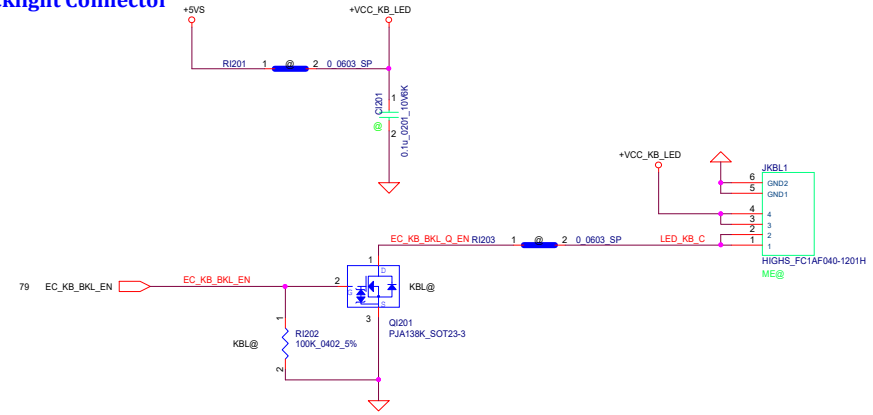 klight Connector
+5VS
+VCC_KB_LED
RI201 1 @ 2 0_0603_SP
CI201
1
2
@
0.1u_0201_10V6K
+VCC_KB_LED
JKBL1
6 GND2
5 GND1
4 4
3 3
2 2
1 1
HIGHS_FC1AF040-1201H
ME@
EC_KB_BKL_Q_EN RI203 1 @ 2 0_0603_SP LED_KB_C
79 EC_KB_BKL_EN EC_KB_BKL_EN
1
D
2 G
S
3
KBL@
QI201
PJA138K_SOT23-3
1
KBL@
RI202
100K_0402_5%
2